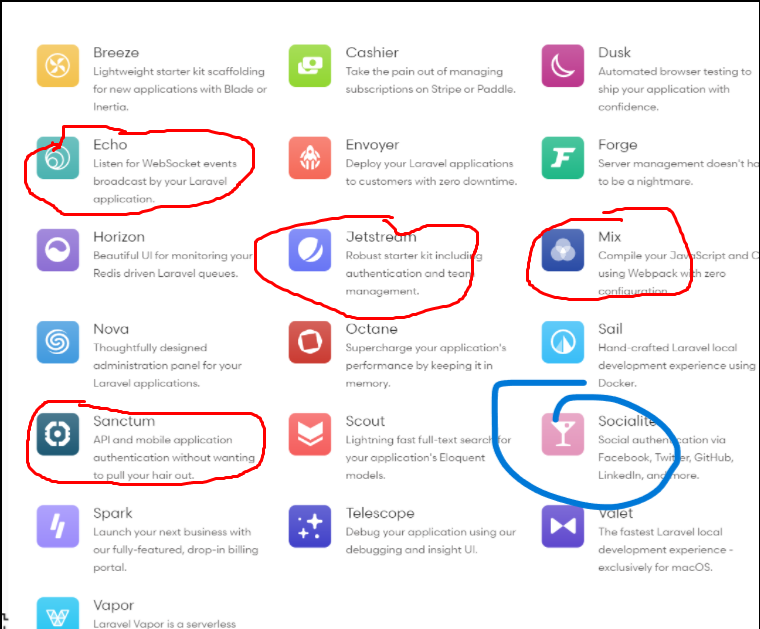 Breeze
Lightweight starter kit scaffolding
for new applications with Blade or
Inertia.
Cashier
Take the pain out of managing
subscriptions on Stripe or Paddle.
Dusk
Automated browser testing to
ship your application with
confidence.
Echo
Listen for WebSocket events
broadcast by your Laravel
application.
Envoyer
Deploy your Laravel applications
to customers with zero downtime.
Forge
Server management doesn't ha
to be a nightmare.
Horizon
Beautiful UI for monitoring your
Redis driven Laravel queues.
Jetstream
Robust starter kit including
authentication and team
management.
Mix
Compile your JavaScript and C
using Webpack with zero
configuration.
Nova
Thoughtfully designed
administration panel for your
Laravel applications.
Octane
Supercharge your application's
performance by keeping it in
memory.
Sail
Hand-crafted Laravel local
development experience using
Docker.
Sanctum
API and mobile application
authentication without wanting
to pull your hair out.
Scout
Lightning fast full-text search for
your application's Eloquent
models.
Socialite
Social authentication via
Facebook, Twitter, GitHub,
LinkedIn, and more.
Spark
Launch your next business with
our fully-featured, drop-in billing
portal.
Telescope
Debug your application using our
debugging and insight UI.
Valet
The fastest Laravel local
development experience -
exclusively for macOS.
Vapor
Laravel Vapor is a serverless